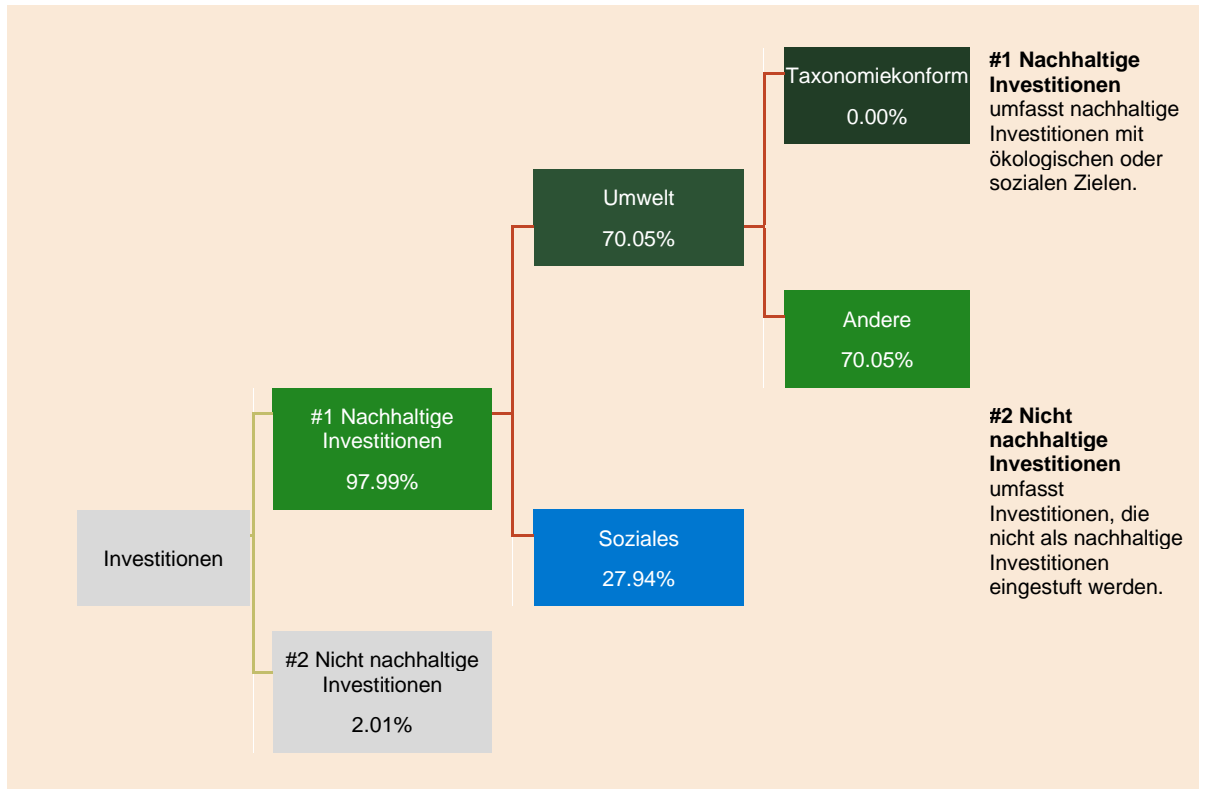 Taxonomiekonform
0.00%
#1 Nachhaltige
Investitionen
umfasst nachhaltige
Investitionen mit
ökologischen oder
sozialen Zielen.
Umwelt
70.05%
Andere
70.05%
#1 Nachhaltige
Investitionen
97.99%
#2 Nicht
nachhaltige
Investitionen
umfasst
Investitionen, die
nicht als nachhaltige
Investitionen
eingestuft werden.
Soziales
27.94%
Investitionen
#2 Nicht nachhaltige
Investitionen
2.01%